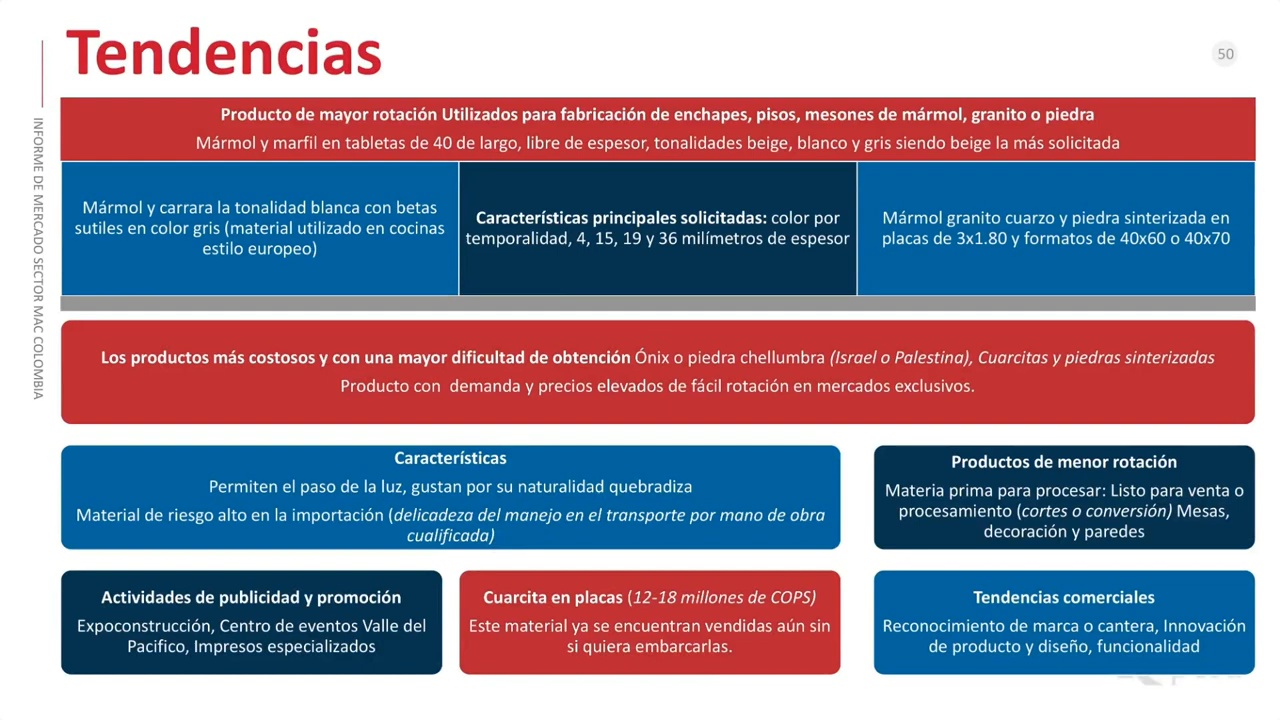 Tendencias
50
INFORME DE MERCADO SECTOR MAC COLOMBIA
Producto de mayor rotación Utilizados para fabricación de enchapes, pisos, mesones de mármol, granito o piedra
Mármol y marfil en tabletas de 40 de largo, libre de espesor, tonalidades beige, blanco y gris siendo beige la más solicitada
Mármol y carrara la tonalidad blanca con betas
sutiles en color gris (material utilizado en cocinas
estilo europeo)
Características principales solicitadas: color por
temporalidad, 4, 15, 19 y 36 milímetros de espesor
Mármol granito cuarzo y piedra sinterizada en
placas de 3x1.80 y formatos de 40x60 o 40x70
Los productos más costosos y con una mayor dificultad de obtención Ónix o piedra chellumbra (Israel o Palestina), Cuarcitas y piedras sinterizadas
Producto con demanda y precios elevados de fácil rotación en mercados exclusivos.
Características
Permiten el paso de la luz, gustan por su naturalidad quebradiza
Material de riesgo alto en la importación (delicadeza del manejo en el transporte por mano de obra
cualificada)
Productos de menor rotación
Materia prima para procesar: Listo para venta o
procesamiento (cortes o conversión) Mesas,
decoración y paredes
Actividades de publicidad y promoción
Expoconstrucción, Centro de eventos Valle del
Pacifico, Impresos especializados
Cuarcita en placas (12-18 millones de COPS)
Este material ya se encuentran vendidas aún sin
si quiera embarcarlas.
Tendencias comerciales
Reconocimiento de marca o cantera, Innovación
de producto y diseño, funcionalidad